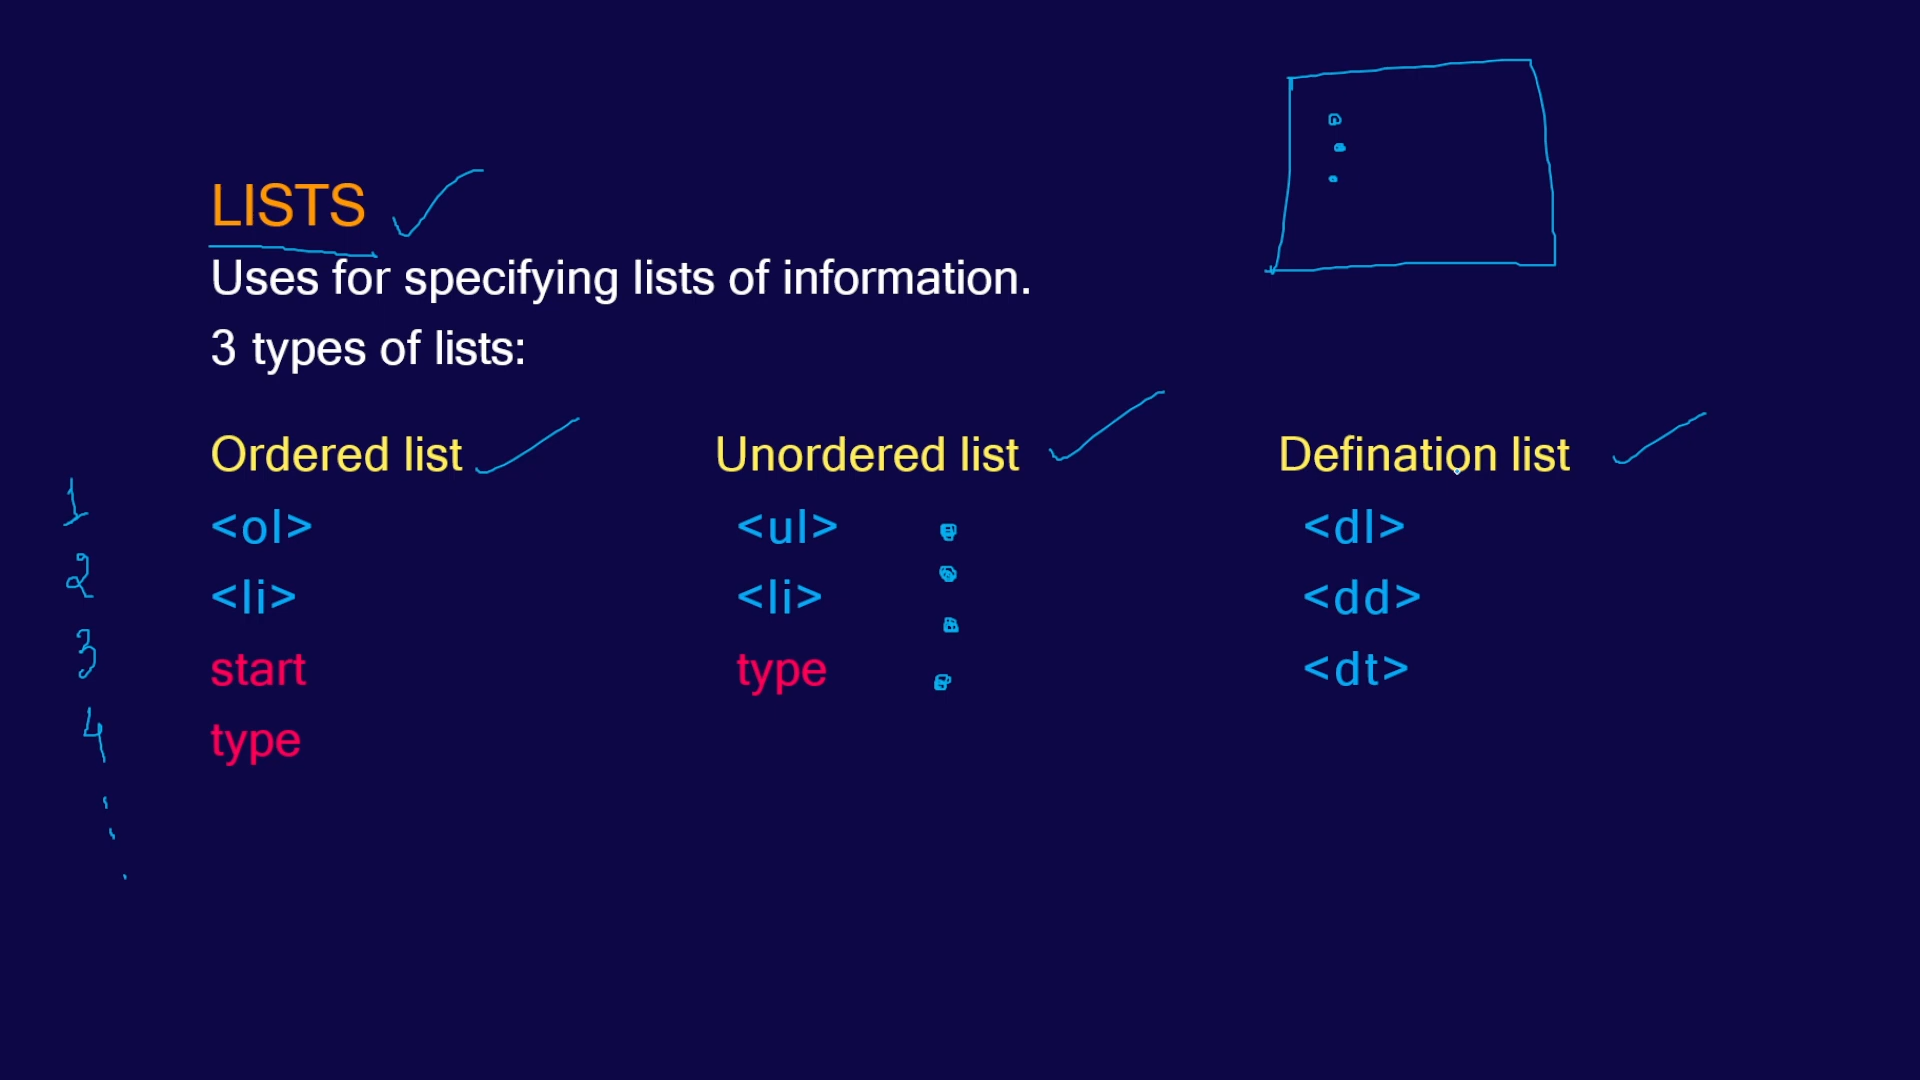 LISTS
Uses for specifying lists of information.
3 types of lists:
Ordered list
<ol>
<li>
start
type
1
2
3
4
Unordered list
<ul>
<li>
type
Defination list
<dl>
<dd>
<dt>